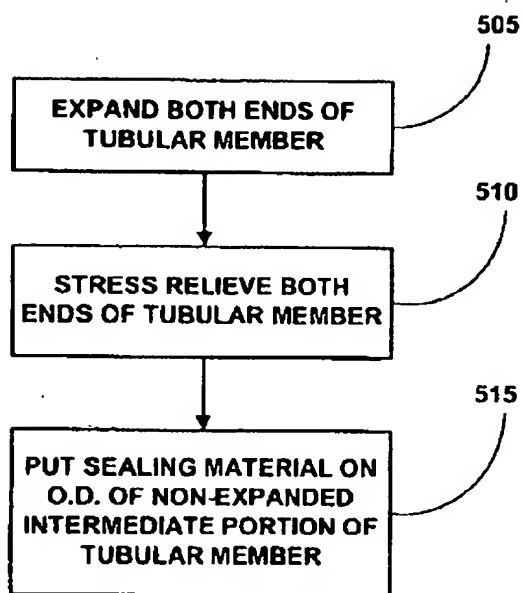 505
EXPAND BOTH ENDS OF
TUBULAR MEMBER
510
STRESS RELIEVE BOTH
ENDS OF TUBULAR MEMBER
515
PUT SEALING MATERIAL ON
O.D. OF NON-EXPANDED
INTERMEDIATE PORTION OF
TUBULAR MEMBER